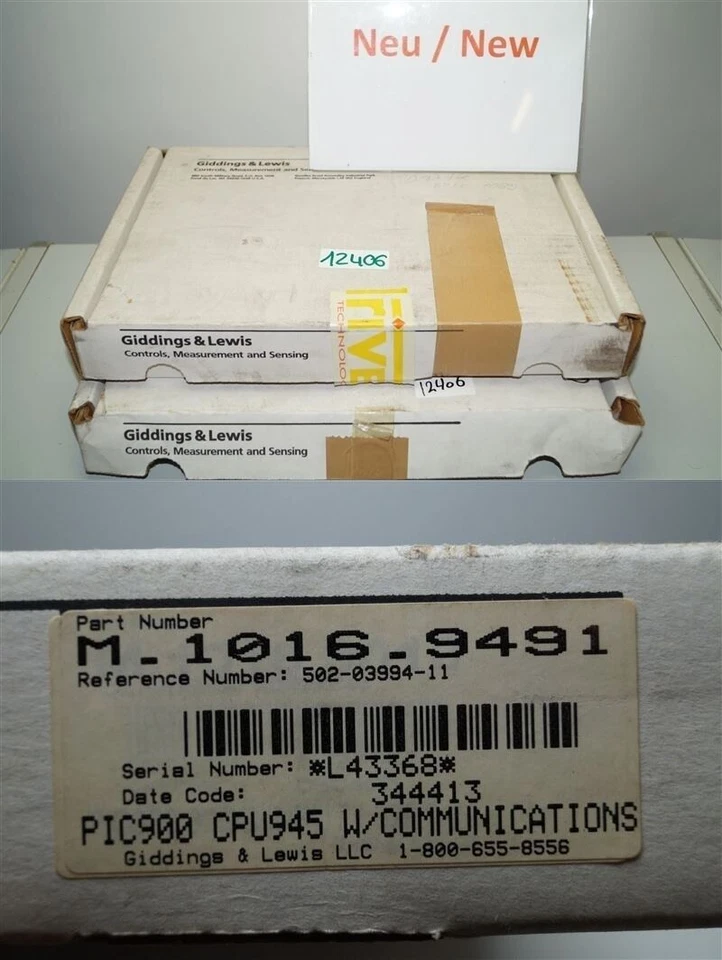 Neu / New
Giddings & Lewis
Controls, Measurement and
12406
TECHNOLO
Giddings & Lewis
Controls, Measurement and Sensing
12406
Giddings & Lewis
Controls, Measurement and Sensing
Part Number
M.1016.9491
Reference Number: 502-03994-11
Serial Number: *L43368*
Date Code: 344413
PIC900 CPU945 W/COMMUNICATIONS
Giddings & Lewis LLC 1-800-655-8556